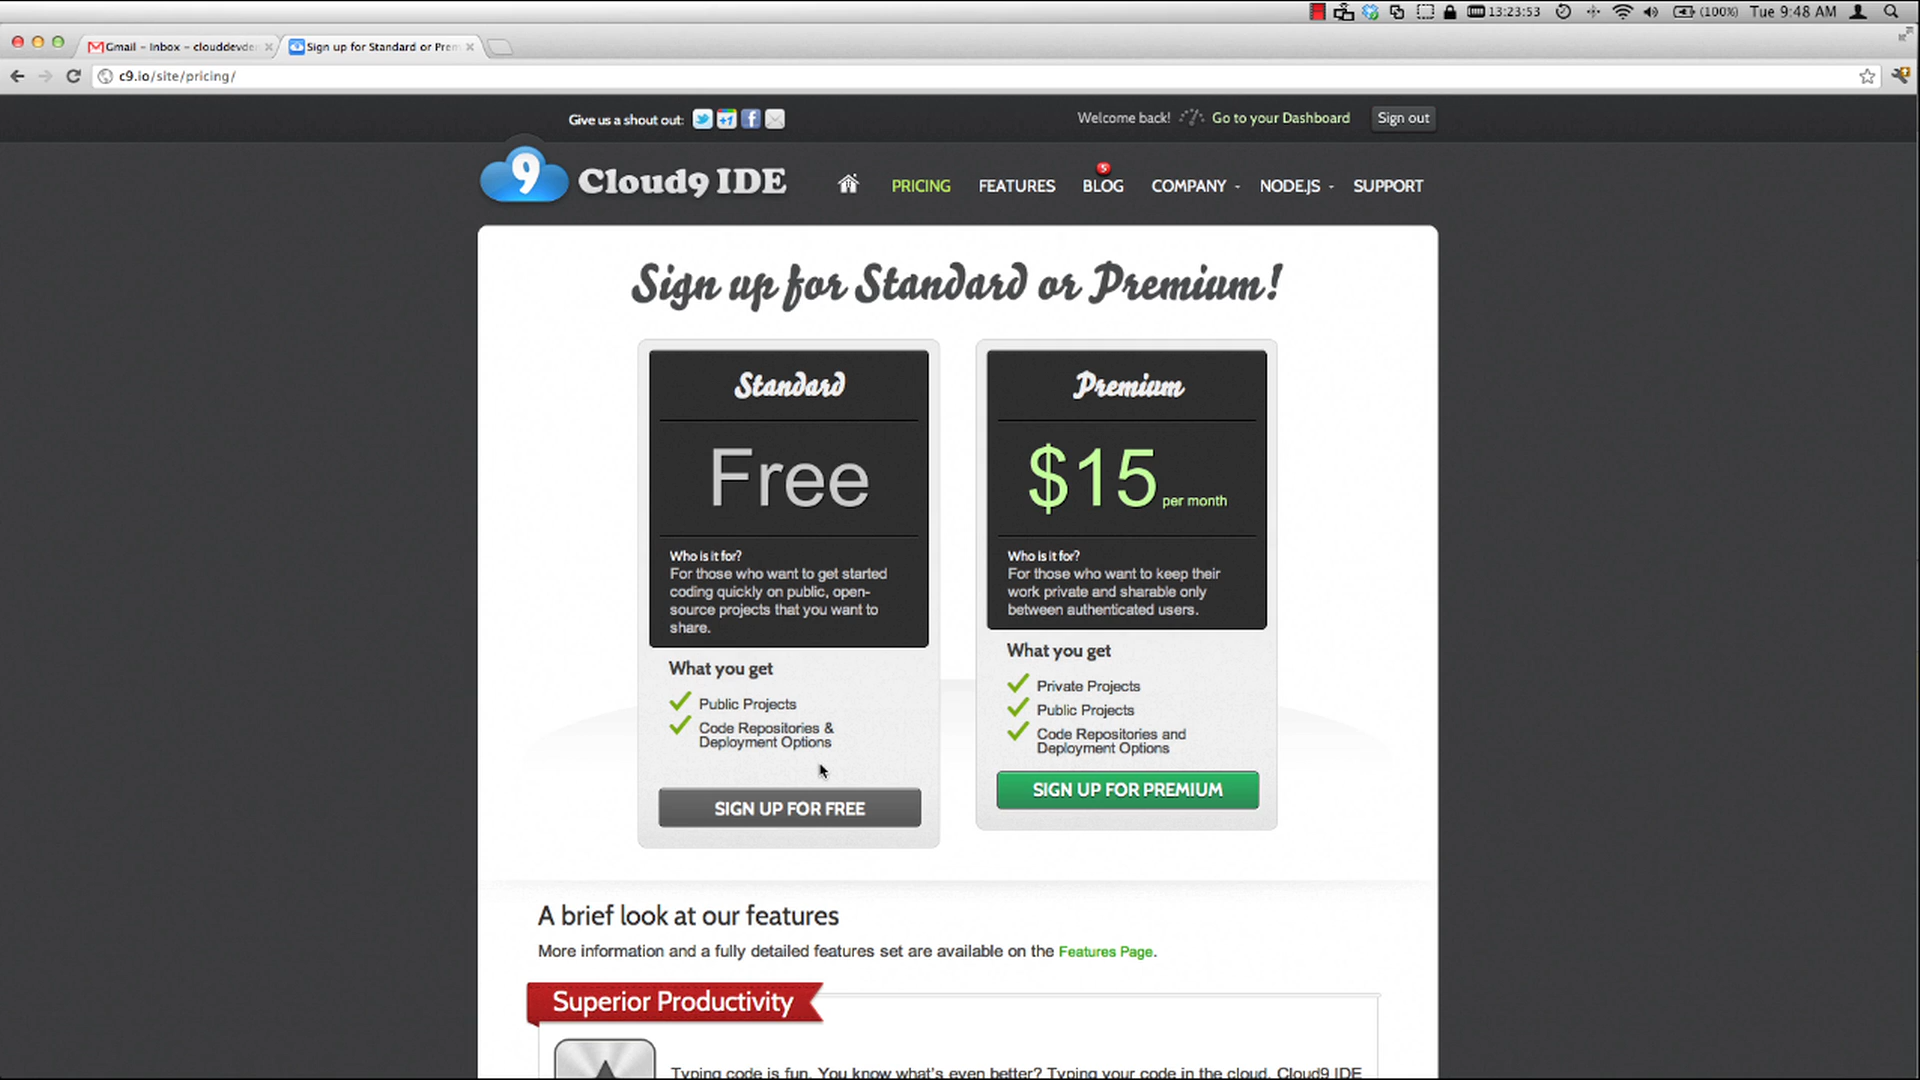 13:23:53
(100%)
Tue 9:48 AM
Gmail - Inbox - clouddevde
Sign up for Standard or Prem
c9.io/site/pricing/
Give us a shout out:
+1
f
Welcome back!
Go to your Dashboard
Sign out
9
Cloud9 IDE
PRICING
FEATURES
5
BLOG
COMPANY
NODE.JS
SUPPORT
Sign up for Standard or Premium!
Standard
Free
Who is it for?
For those who want to get started
coding quickly on public, open-
source projects that you want to
share.
What you get
Public Projects
Code Repositories &
Deployment Options
SIGN UP FOR FREE
Premium
$15 per month
Who is it for?
For those who want to keep their
work private and sharable only
between authenticated users.
What you get
Private Projects
Public Projects
Code Repositories and
Deployment Options
SIGN UP FOR PREMIUM
A brief look at our features
More information and a fully detailed features set are available on the Features Page.
Superior Productivity
Typing code is fun. You know what's even better? Typing your code in the cloud. Cloud9 IDE